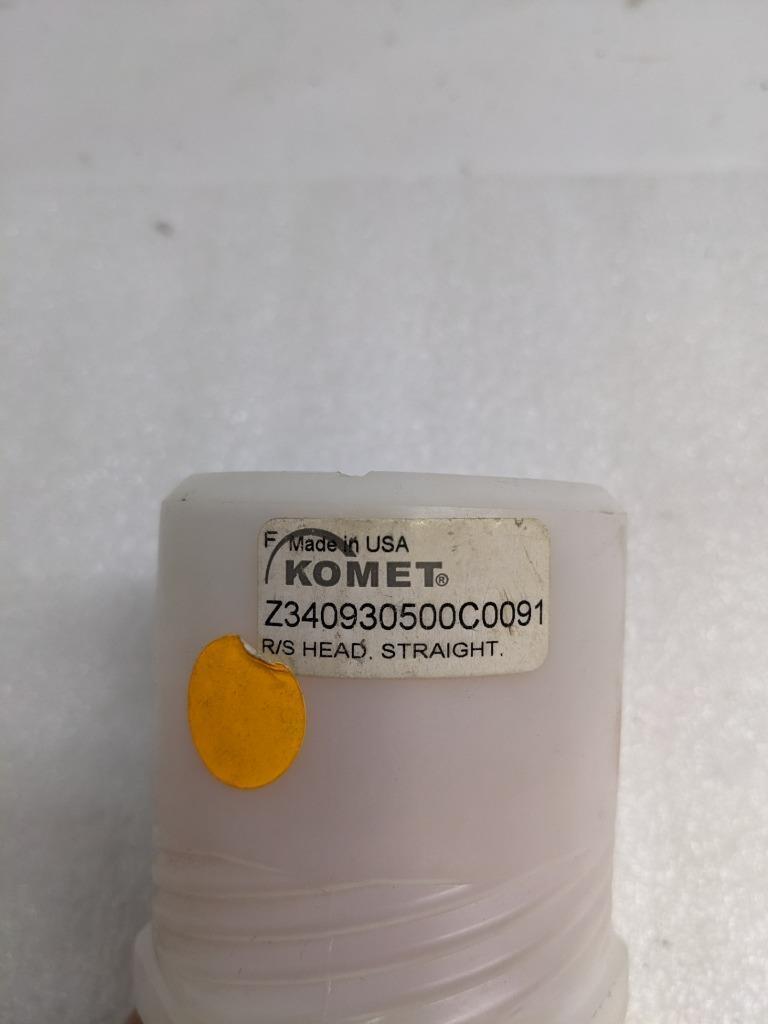 F Made in USA
KOMET®
Z340930500C0091
R/S HEAD. STRAIGHT.